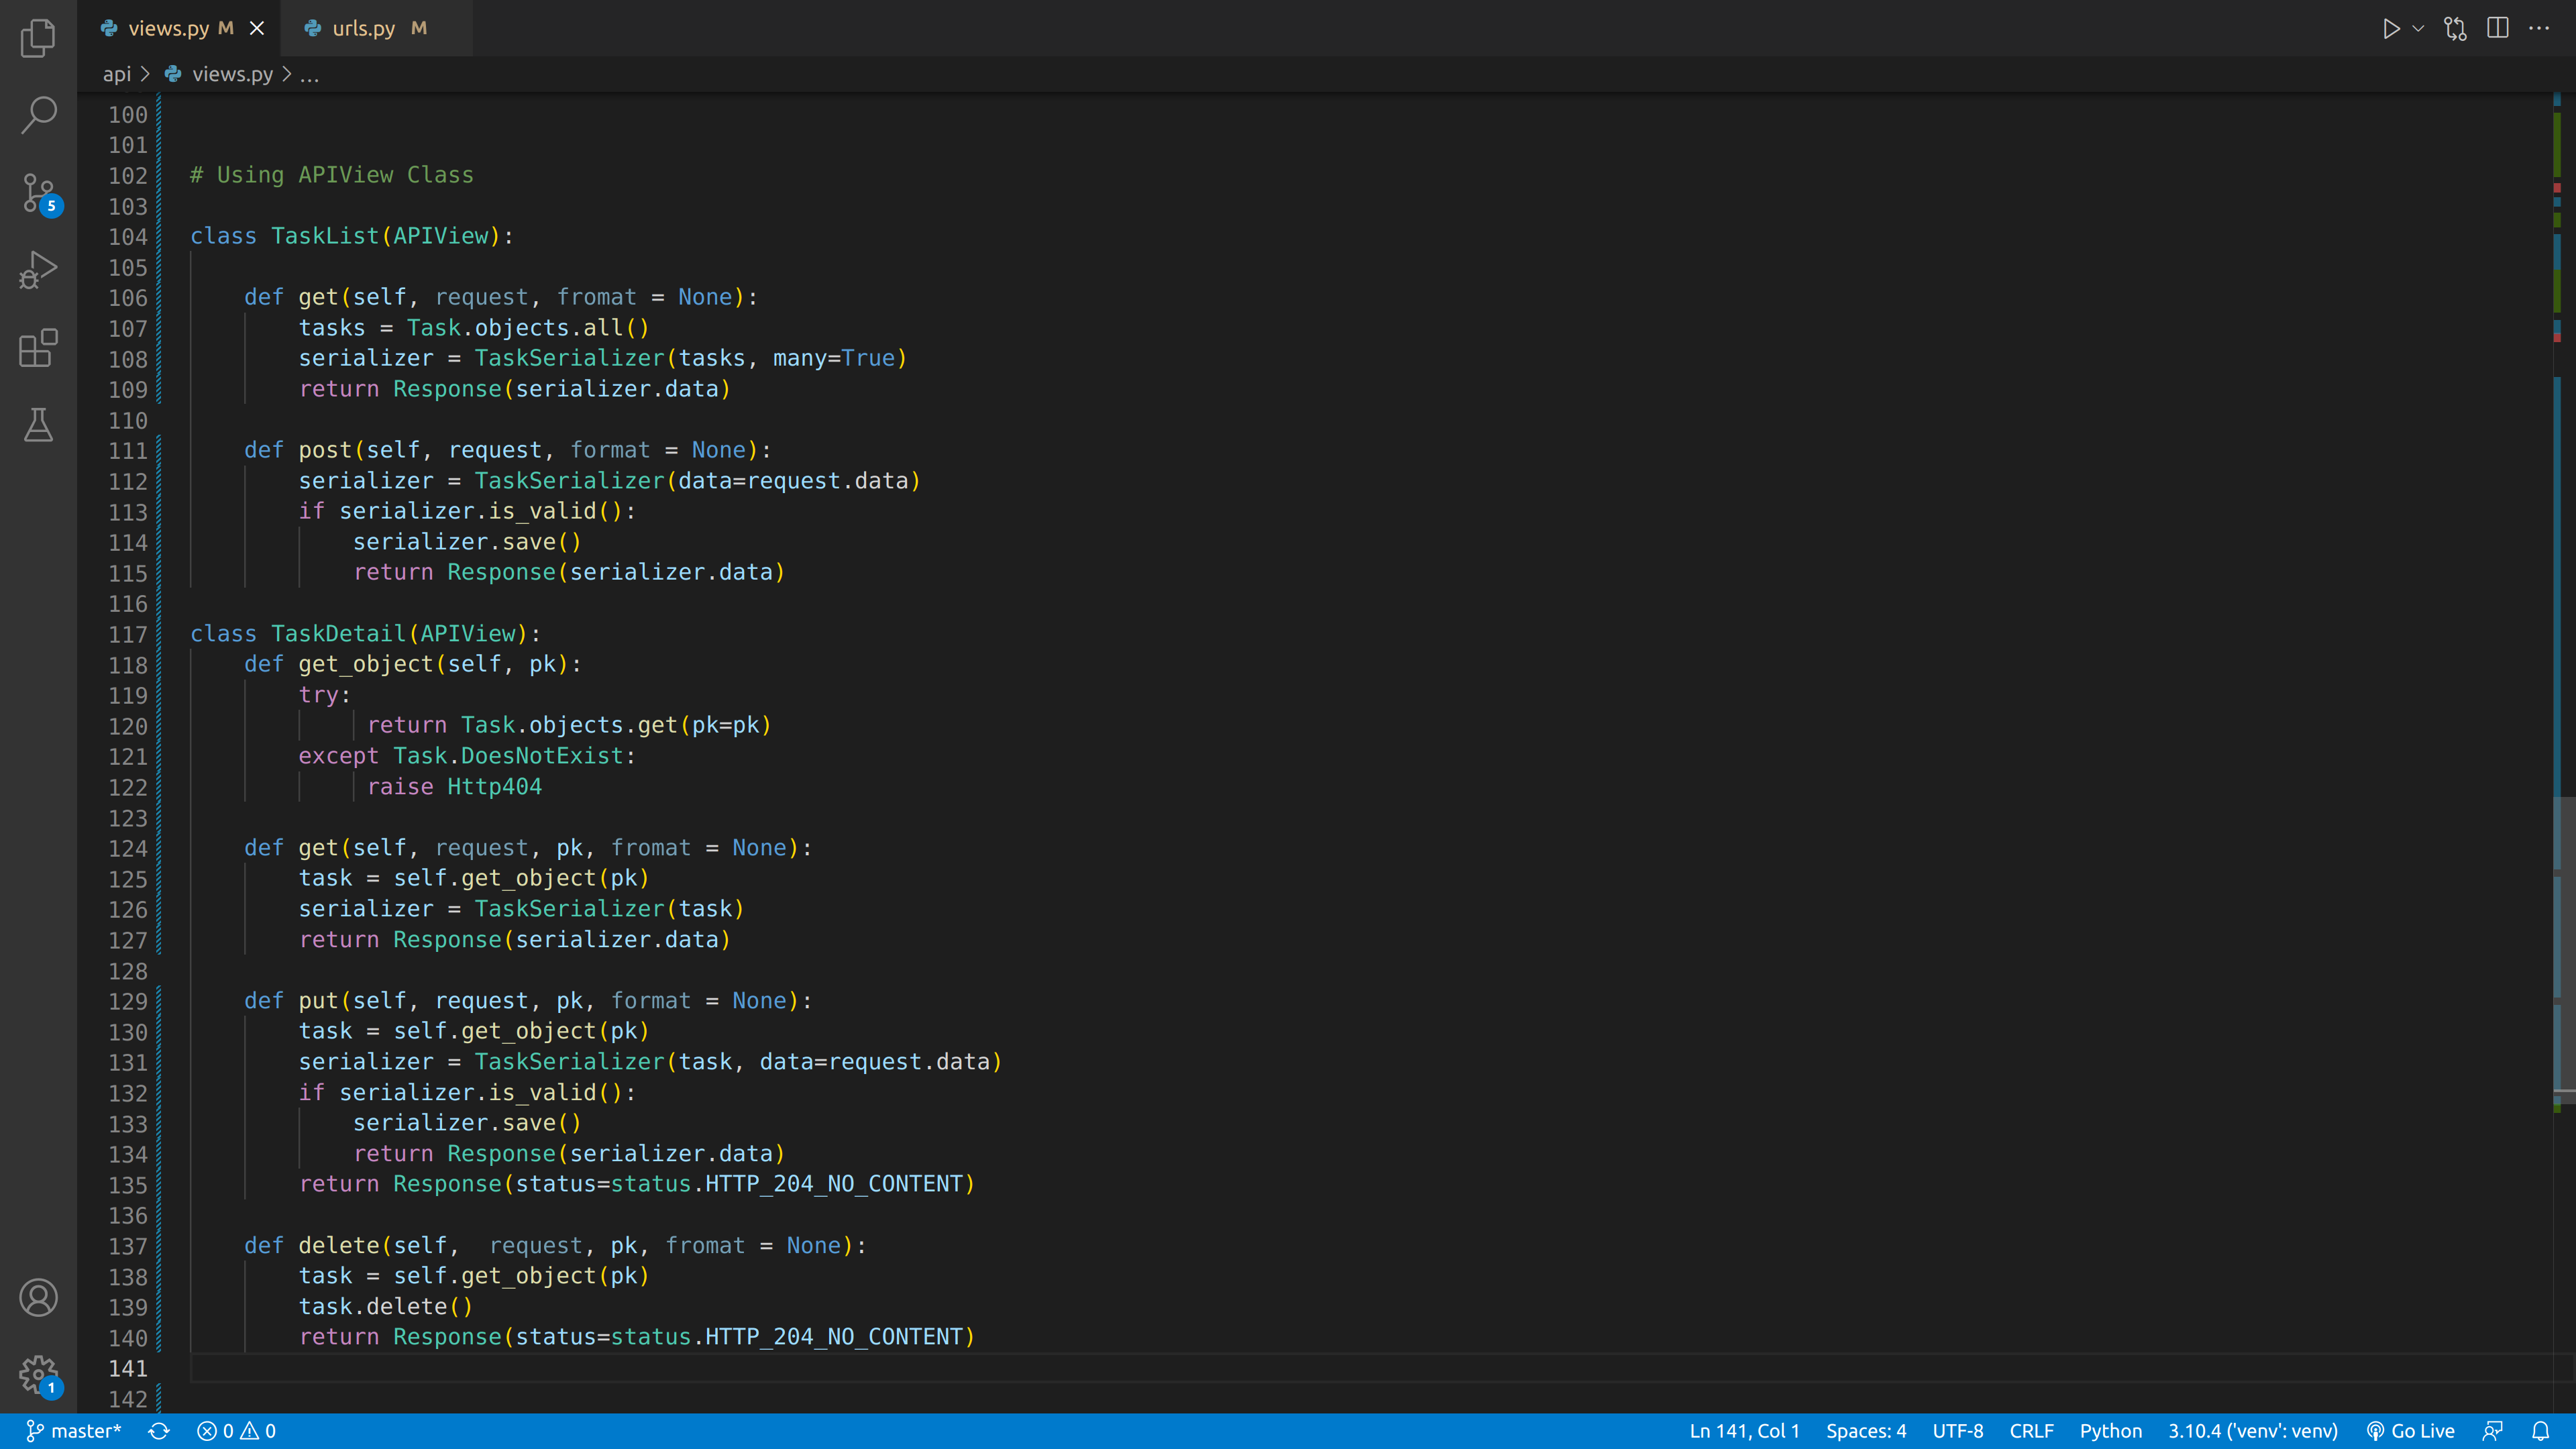 views.py M
urls.py M
api > views.py > ...
100
101
102 # Using APIView Class
103
104 class TaskList(APIView):
105
106     def get(self, request, fromat = None):
107         tasks = Task.objects.all()
108         serializer = TaskSerializer(tasks, many=True)
109         return Response(serializer.data)
110
111     def post(self, request, format = None):
112         serializer = TaskSerializer(data=request.data)
113         if serializer.is_valid():
114             serializer.save()
115             return Response(serializer.data)
116
117 class TaskDetail(APIView):
118     def get_object(self, pk):
119         try:
120              return Task.objects.get(pk=pk)
121         except Task.DoesNotExist:
122              raise Http404
123
124     def get(self, request, pk, fromat = None):
125         task = self.get_object(pk)
126         serializer = TaskSerializer(task)
127         return Response(serializer.data)
128
129     def put(self, request, pk, format = None):
130         task = self.get_object(pk)
131         serializer = TaskSerializer(task, data=request.data)
132         if serializer.is_valid():
133             serializer.save()
134             return Response(serializer.data)
135         return Response(status=status.HTTP_204_NO_CONTENT)
136
137     def delete(self,  request, pk, fromat = None):
138         task = self.get_object(pk)
139         task.delete()
140         return Response(status=status.HTTP_204_NO_CONTENT)
141
142
5
1
master* 0 0 Ln 141, Col 1 Spaces: 4 UTF-8 CRLF Python 3.10.4 ('venv': venv) Go Live